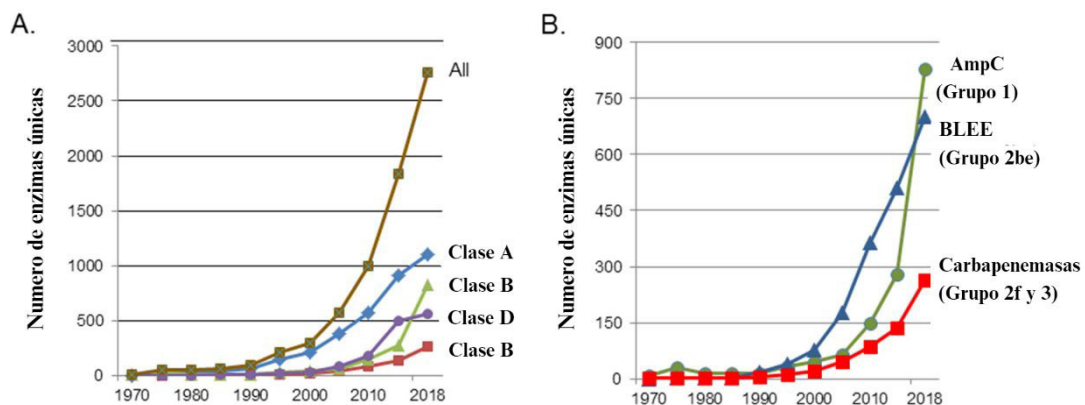 A.
Numero de enzimas únicas
3000
2500
2000
1500
1000
500
0
1970 1980 1990 2000 2010 2018
All
Clase A
Clase B
Clase D
Clase B
B.
Numero de enzimas únicas
900
750
600
450
300
150
0
1970 1980 1990 2000 2010 2018
AmpC
(Grupo 1)
BLEE
(Grupo 2be)
Carbapenemasas
(Grupo 2f y 3)